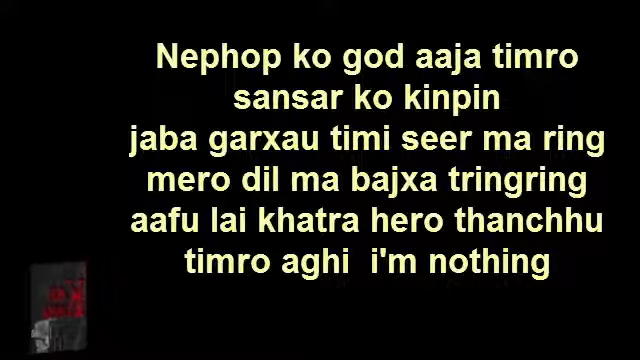 Nephop ko god aaja timro
sansar ko kinpin
jaba garxau timi seer ma ring
mero dil ma bajxa tringring
aafu lai khatra hero thanchhu
timro aghi i'm nothing